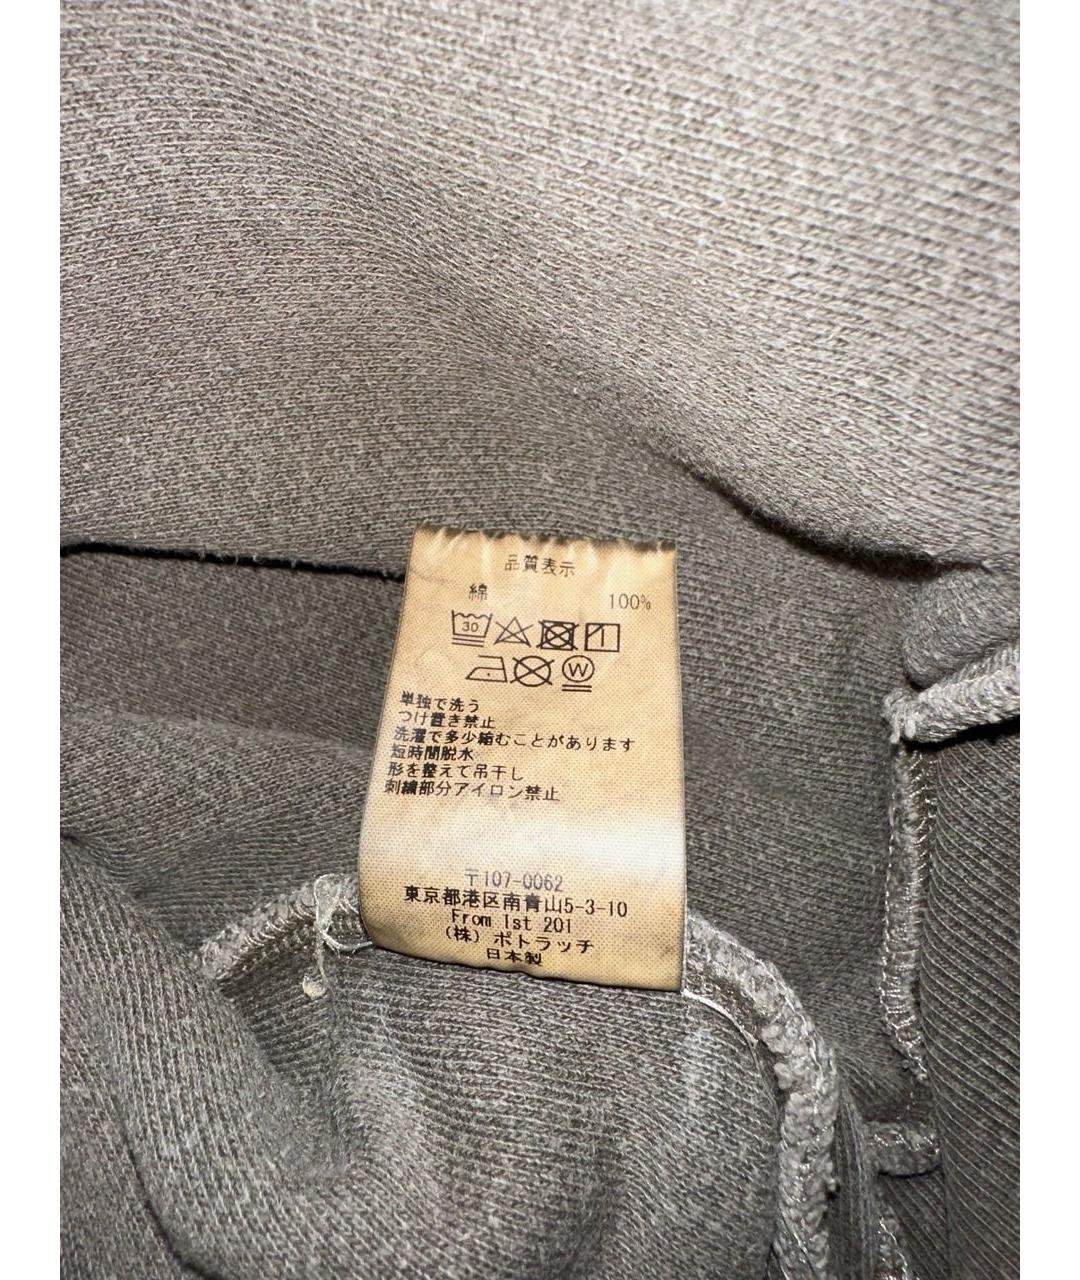 品質表示
綿 100%
30
W
単独で洗う
つけ置き禁止
洗濯で多少縮むことがあります
短時間脱水
形を整えて吊干し
刺繍部分アイロン禁止
〒107-0062
東京都港区南青山5-3-10
From 1st 201
(株) ポトラッチ
日本製